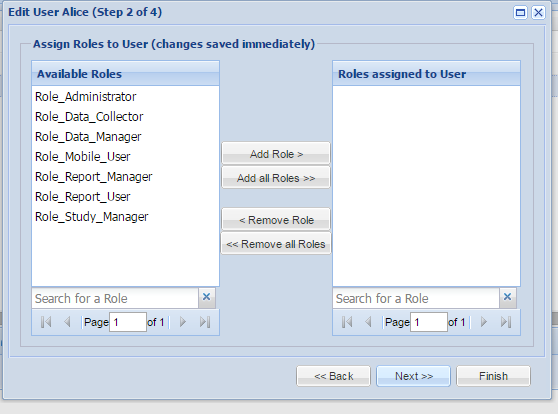 Edit User Alice (Step 2 of 4)
Assign Roles to User (changes saved immediately)
Available Roles
Role_Administrator
Role_Data_Collector
Role_Data_Manager
Role_Mobile_User
Role_Report_Manager
Role_Report_User
Role_Study_Manager
Search for a Role
Page 1 of 1
Add Role >
Add all Roles >>
< Remove Role
<< Remove all Roles
Roles assigned to User
Search for a Role
Page 1 of 1
<< Back
Next >>
Finish